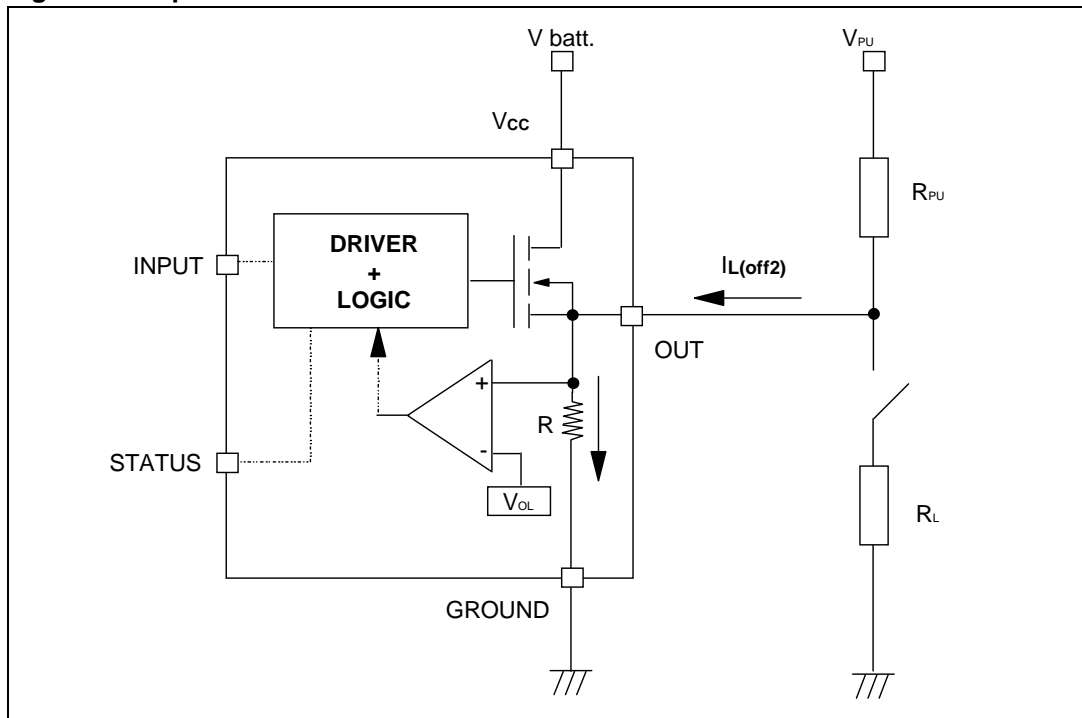 V batt.
VPU
VCC
RPU
DRIVER
+
LOGIC
INPUT
IL(off2)
OUT
+
R
-
STATUS
VOL
RL
GROUND